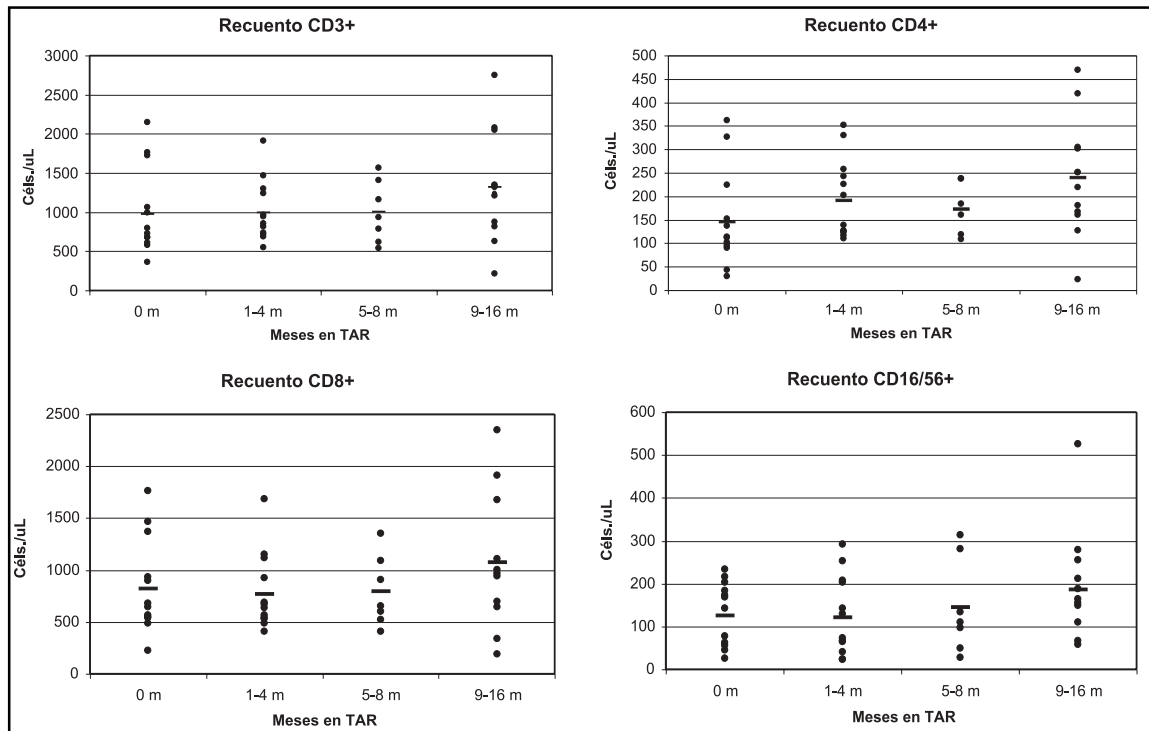 Recuento CD3+
3000
2500
2000
1500
1000
500
0
Céls./uL
0 m
1-4 m
5-8 m
9-16 m
Meses en TAR
Recuento CD4+
500
450
400
350
300
250
200
150
100
50
0
Céls./uL
0 m
1-4 m
5-8 m
9-16 m
Meses en TAR
Recuento CD8+
2500
2000
1500
1000
500
0
Céls./uL
0 m
1-4 m
5-8 m
9-16 m
Meses en TAR
Recuento CD16/56+
600
500
400
300
200
100
0
Céls./uL
0 m
1-4 m
5-8 m
9-16 m
Meses en TAR